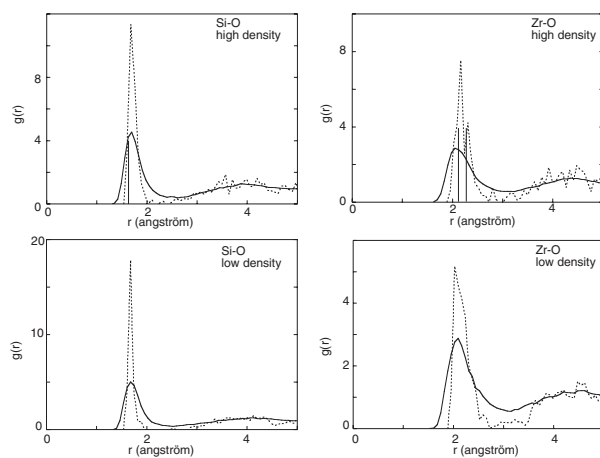 Si-O
high density
g(r)
8
4
0
0
2
4
r (angström)
Zr-O
high density
g(r)
8
4
0
0
2
4
r (angström)
Si-O
low density
g(r)
20
10
0
0
2
4
r (angström)
Zr-O
low density
g(r)
4
2
0
0
2
4
r (angström)